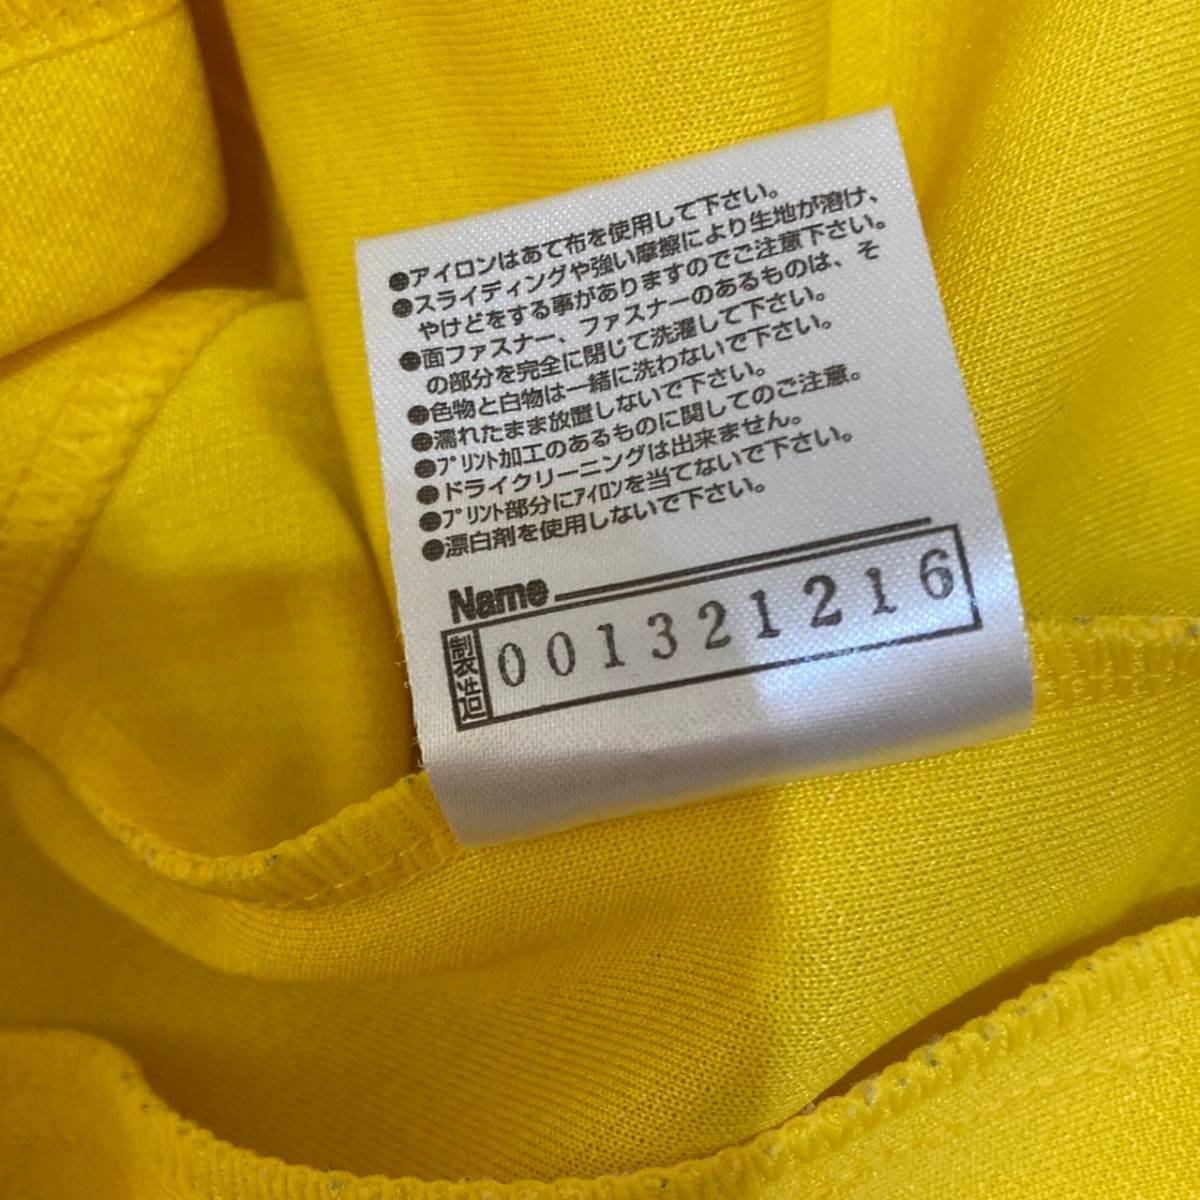 ●アイロンはあて布を使用して下さい。
●スライディングや強い摩擦により生地が溶け、
やけどをする事がありますのでご注意下さい。
●面ファスナー、ファスナーのあるものは、そ
の部分を完全に閉じて洗濯して下さい。
●色物と白物は一緒に洗わないで下さい。
●濡れたまま放置しないで下さい。
●プリント加工のあるものに関してのご注意。
●ドライクリーニングは出来ません。
●プリント部分にアイロンを当てないで下さい。
●漂白剤を使用しないで下さい。
Name
製造 001321216